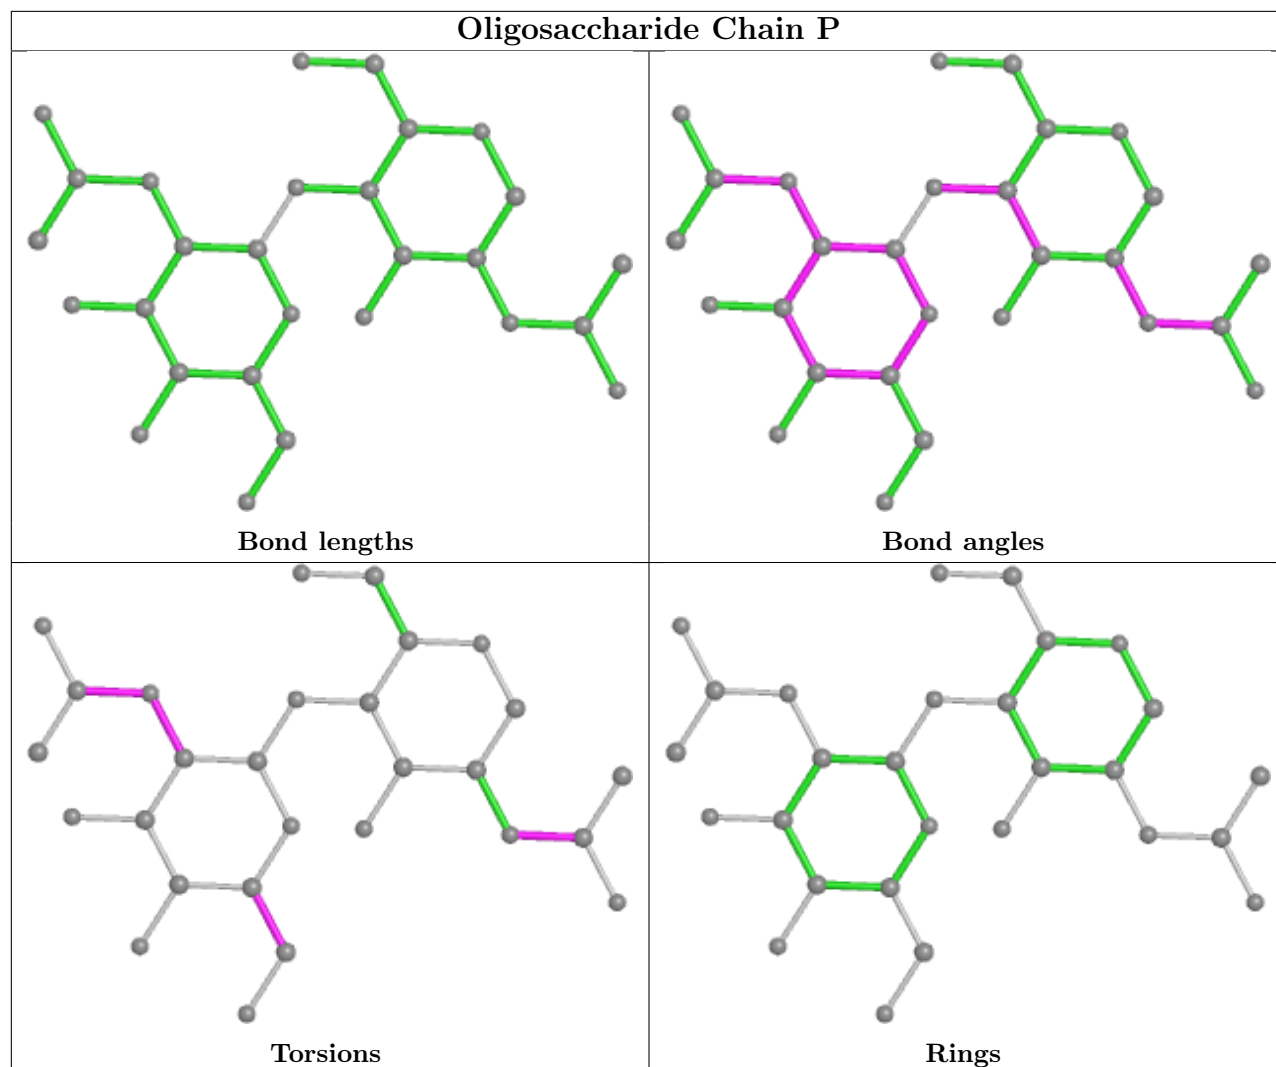 Oligosaccharide Chain P
Bond lengths
Bond angles
Torsions
Rings